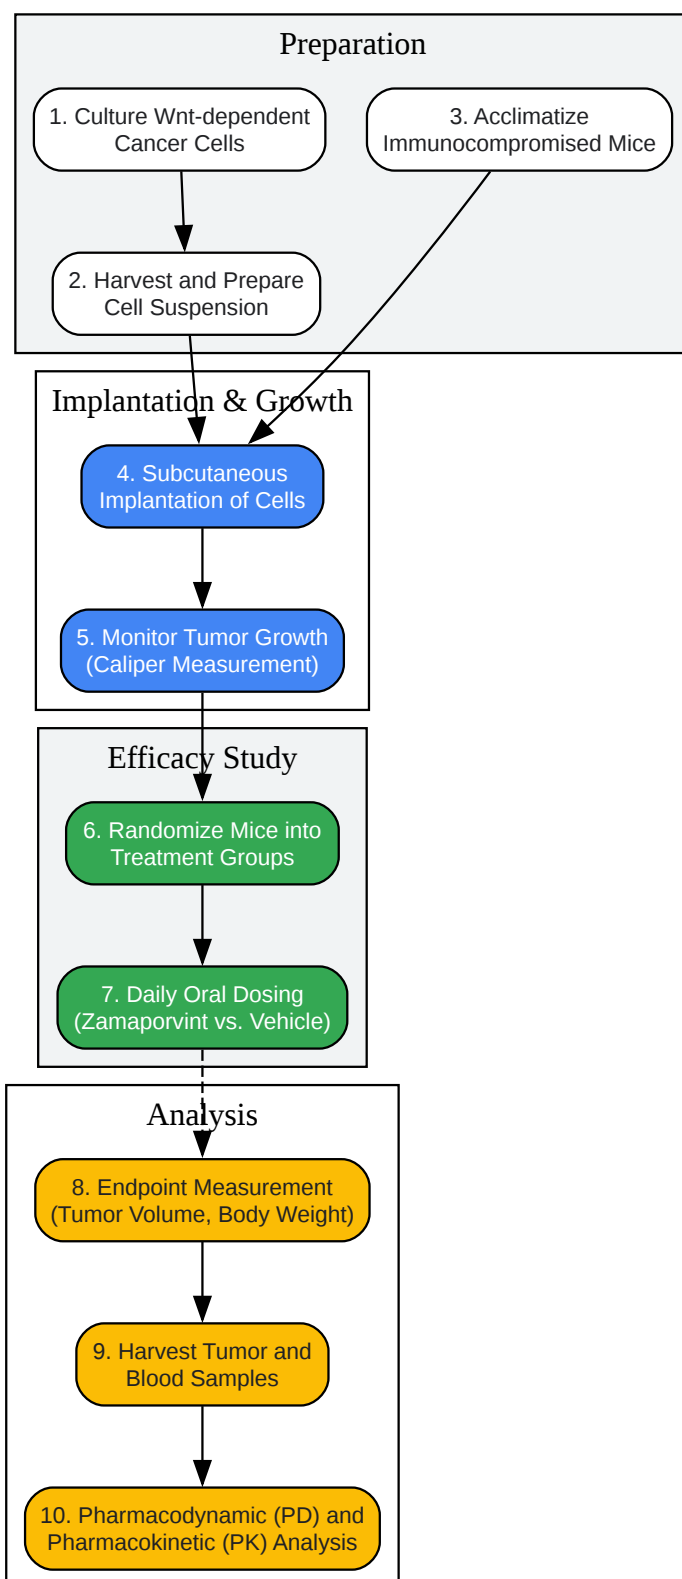 Preparation
1. Culture Wnt-dependent
Cancer Cells
3. Acclimatize
Immunocompromised Mice
2. Harvest and Prepare
Cell Suspension
Implantation & Growth
4. Subcutaneous
Implantation of Cells
5. Monitor Tumor Growth
(Caliper Measurement)
Efficacy Study
6. Randomize Mice into
Treatment Groups
7. Daily Oral Dosing
(Zamaporvint vs. Vehicle)
Analysis
8. Endpoint Measurement
(Tumor Volume, Body Weight)
9. Harvest Tumor and
Blood Samples
10. Pharmacodynamic (PD) and
Pharmacokinetic (PK) Analysis